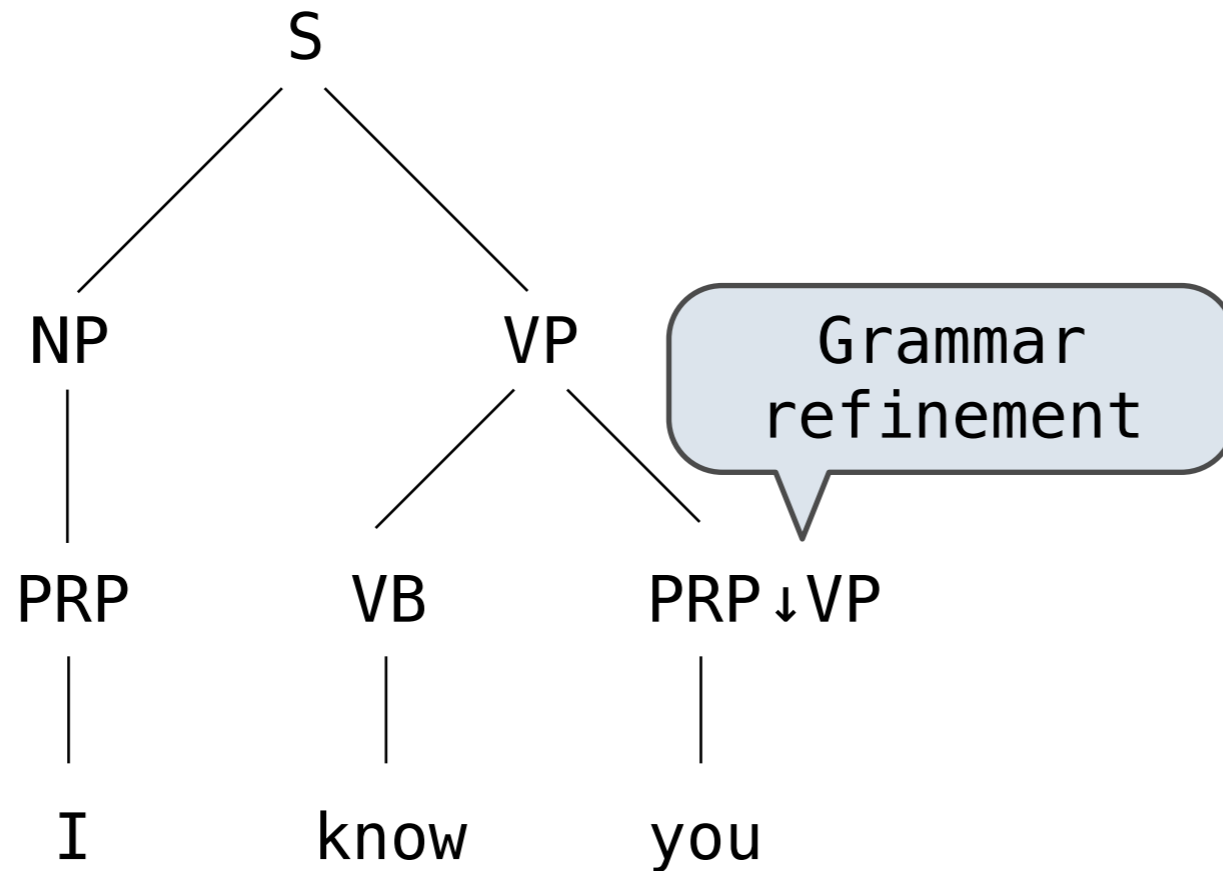 S
NP VP
Grammar
refinement
PRP VB PRP↓VP
I know you